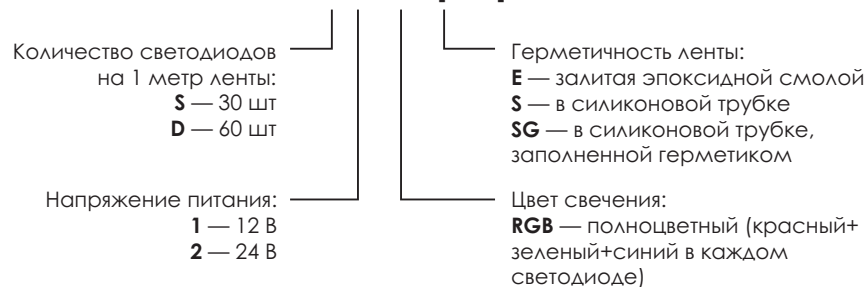 Количество светодиодов
на 1 метр ленты:
S — 30 шт
D — 60 шт
Напряжение питания:
1 — 12 В
2 — 24 В
Герметичность ленты:
E — залитая эпоксидной смолой
S — в силиконовой трубке
SG — в силиконовой трубке,
заполненной герметиком
Цвет свечения:
RGB — полноцветный (красный+
зеленый+синий в каждом
светодиоде)